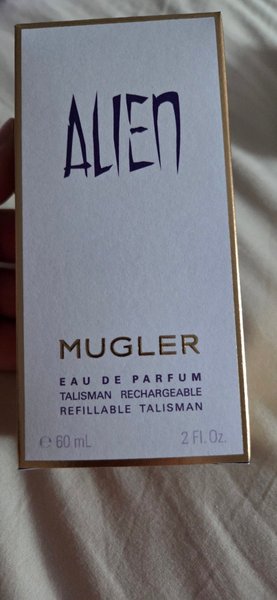 ALIEN
MUGLER
EAU DE PARFUM
TALISMAN RECHARGEABLE
REFILLABLE TALISMAN
℮ 60 mL 2 Fl. Oz.